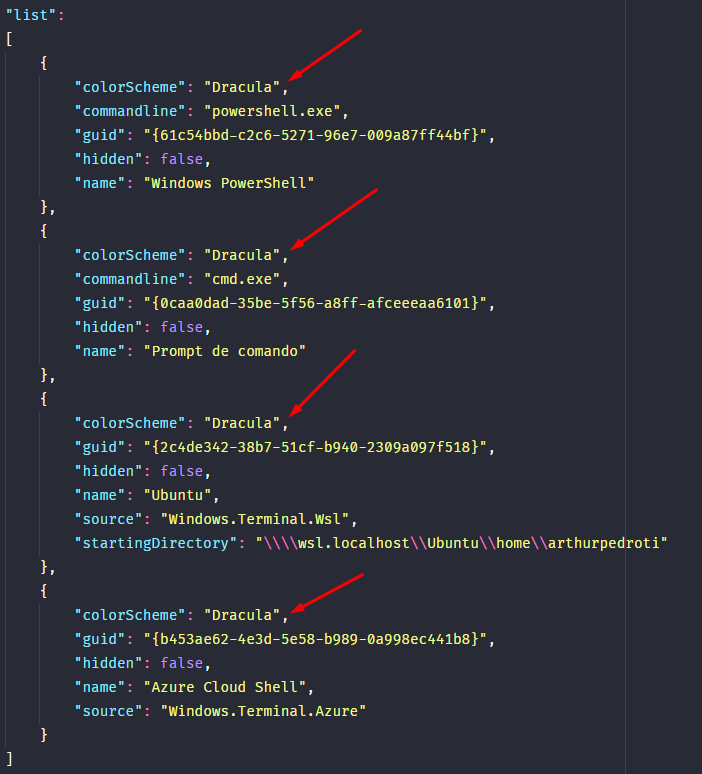 "list":
[
    {
        "colorScheme": "Dracula",
        "commandline": "powershell.exe",
        "guid": "{61c54bbd-c2c6-5271-96e7-009a87ff44bf}",
        "hidden": false,
        "name": "Windows PowerShell"
    },
    {
        "colorScheme": "Dracula",
        "commandline": "cmd.exe",
        "guid": "{0caa0dad-35be-5f56-a8ff-afceeeaa6101}",
        "hidden": false,
        "name": "Prompt de comando"
    },
    {
        "colorScheme": "Dracula",
        "guid": "{2c4de342-38b7-51cf-b940-2309a097f518}",
        "hidden": false,
        "name": "Ubuntu",
        "source": "Windows.Terminal.Wsl",
        "startingDirectory": "\\\\wsl.localhost\\Ubuntu\\home\\arthurpedroti"
    },
    {
        "colorScheme": "Dracula",
        "guid": "{b453ae62-4e3d-5e58-b989-0a998ec441b8}",
        "hidden": false,
        "name": "Azure Cloud Shell",
        "source": "Windows.Terminal.Azure"
    }
]